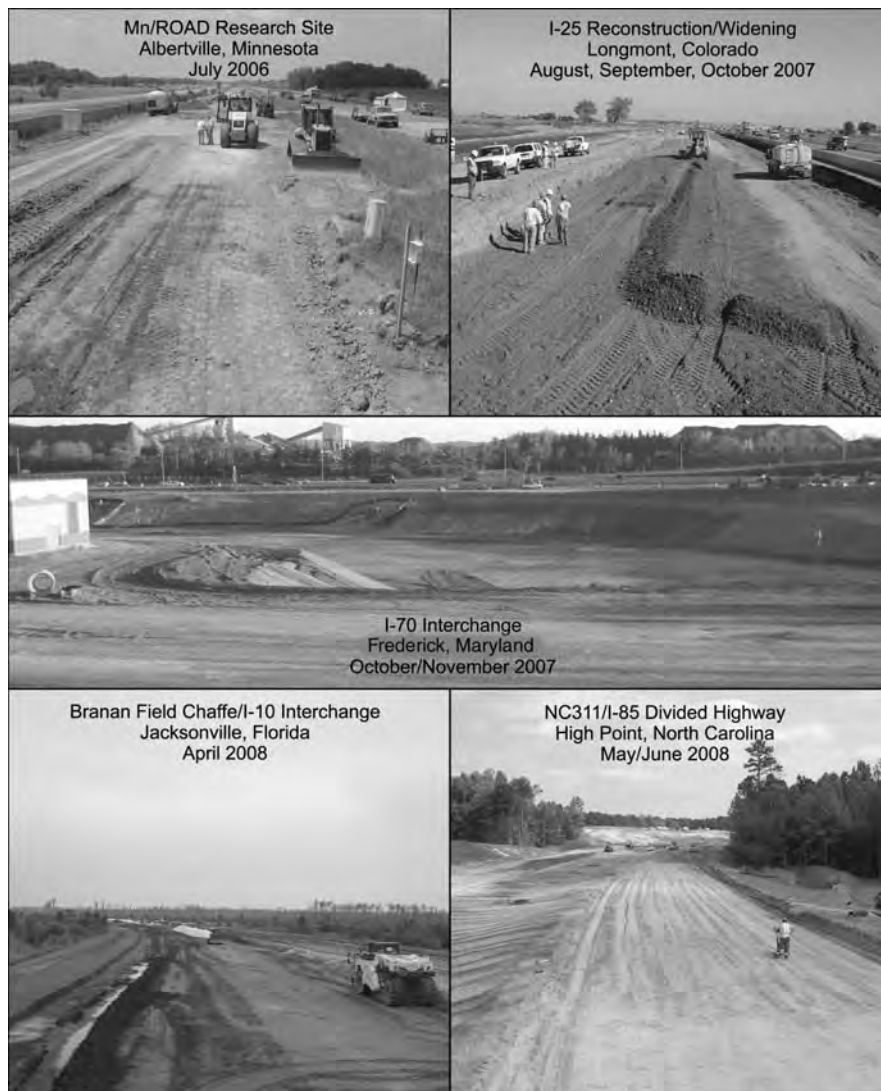 Mn/ROAD Research Site
Albertville, Minnesota
July 2006
I-25 Reconstruction/Widening
Longmont, Colorado
August, September, October 2007
I-70 Interchange
Frederick, Maryland
October/November 2007
Branan Field Chaffe/I-10 Interchange
Jacksonville, Florida
April 2008
NC311/I-85 Divided Highway
High Point, North Carolina
May/June 2008